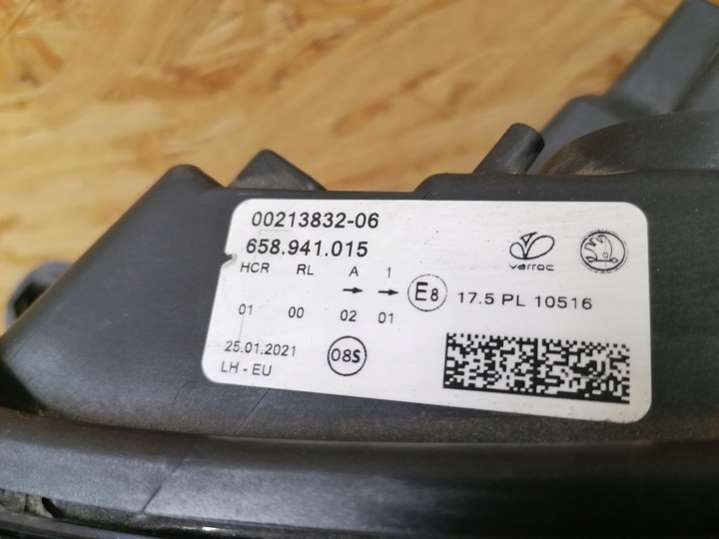 00213832-06
658.941.015
HCR RL A 1
→ →
E8 17.5 PL 10516
01 00 02 01
25.01.2021 08S
LH - EU
varroc